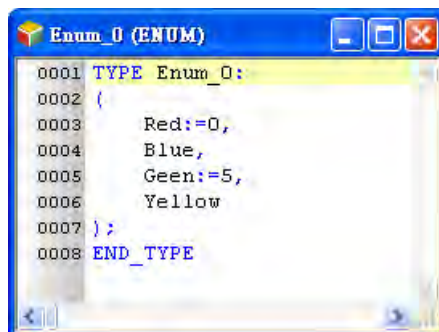 Enum_0 (ENUM)
0001 TYPE Enum_0:
0002 (
0003 Red:=0,
0004 Blue,
0005 Geen:=5,
0006 Yellow
0007 );
0008 END_TYPE